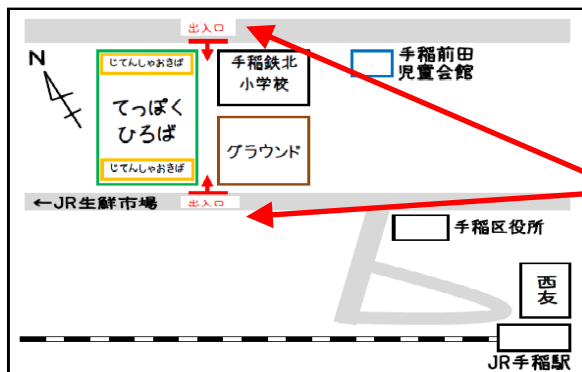 出入口
N
じてんしゃおきば
手稲鉄北
小学校
手稲前田
児童会館
てっぽく
ひろば
グラウンド
じてんしゃおきば
←JR生鮮市場
出入口
手稲区役所
西友
JR手稲駅